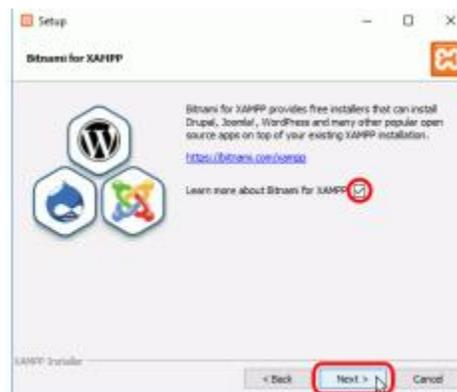 Setup
Bitnami for XAMPP
Bitnami for XAMPP provides free installers that can install
Drupal, Joomla!, WordPress and many other popular open
source apps on top of your existing XAMPP installation.
https://bitnami.com/xampp
Learn more about Bitnami for XAMPP
XAMPP Installer
< Back
Next >
Cancel